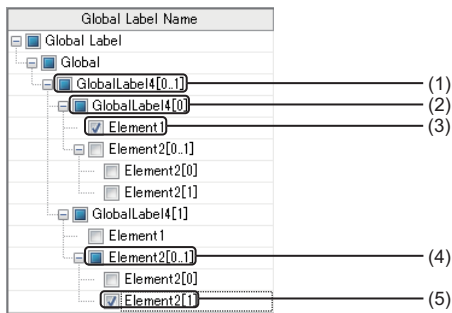 Global Label Name
Global Label
Global
GlobalLabel4[0..1] (1)
GlobalLabel4[0] (2)
Element1 (3)
Element2[0..1]
Element2[0]
Element2[1]
GlobalLabel4[1]
Element1
Element2[0..1] (4)
Element2[0]
Element2[1] (5)